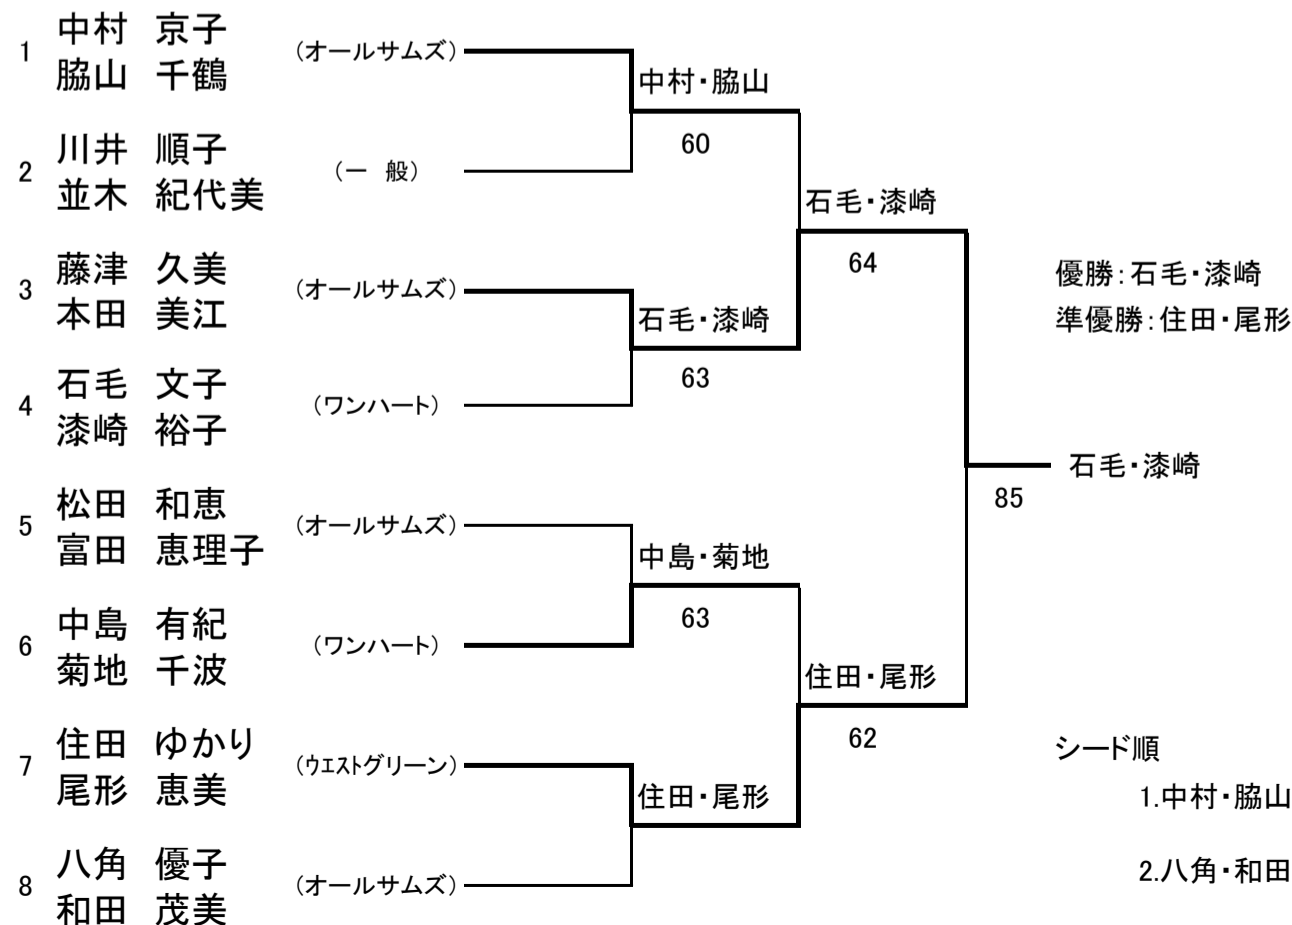 1
中村 京子
脇山 千鶴
(オールサムズ)
中村・脇山
60
2
川井 順子
並木 紀代美
(一 般)
石毛・漆崎
64
3
藤津 久美
本田 美江
(オールサムズ)
石毛・漆崎
63
優勝:石毛・漆崎
準優勝:住田・尾形
4
石毛 文子
漆崎 裕子
(ワンハート)
石毛・漆崎
85
5
松田 和恵
富田 恵理子
(オールサムズ)
中島・菊地
63
6
中島 有紀
菊地 千波
(ワンハート)
住田・尾形
62
7
住田 ゆかり
尾形 恵美
(ウエストグリーン)
住田・尾形
シード順
1.中村・脇山
2.八角・和田
8
八角 優子
和田 茂美
(オールサムズ)